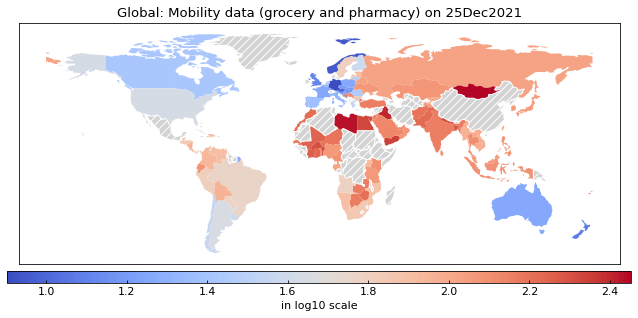 Global: Mobility data (grocery and pharmacy) on 25Dec2021
1.0 1.2 1.4 1.6 1.8 2.0 2.2 2.4
in log10 scale